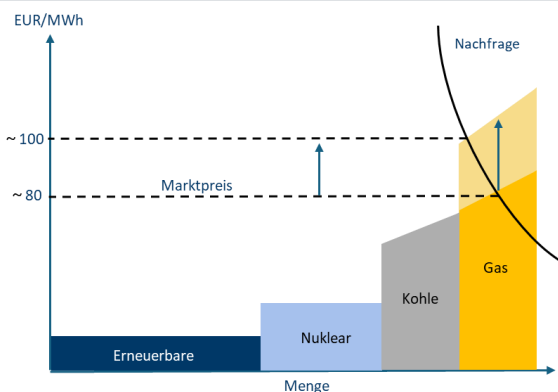 EUR/MWh
Nachfrage
~ 100
Marktpreis
~ 80
Gas
Kohle
Nuklear
Erneuerbare
Menge